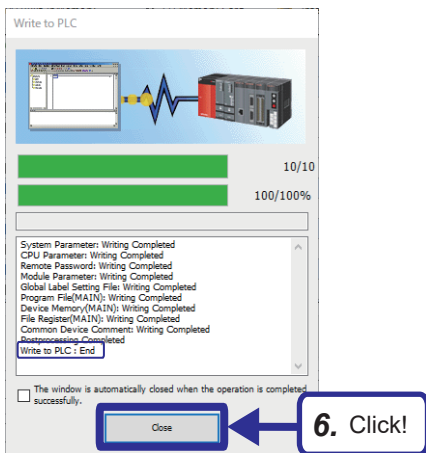 Write to PLC
10/10
100/100%
System Parameter: Writing Completed
CPU Parameter: Writing Completed
Remote Password: Writing Completed
Module Parameter: Writing Completed
Global Label Setting File: Writing Completed
Program File(MAIN): Writing Completed
Device Memory(MAIN): Writing Completed
File Register(MAIN): Writing Completed
Common Device Comment: Writing Completed
Postprocessing Completed
Write to PLC : End
The window is automatically closed when the operation is completed
successfully.
Close
6. Click!